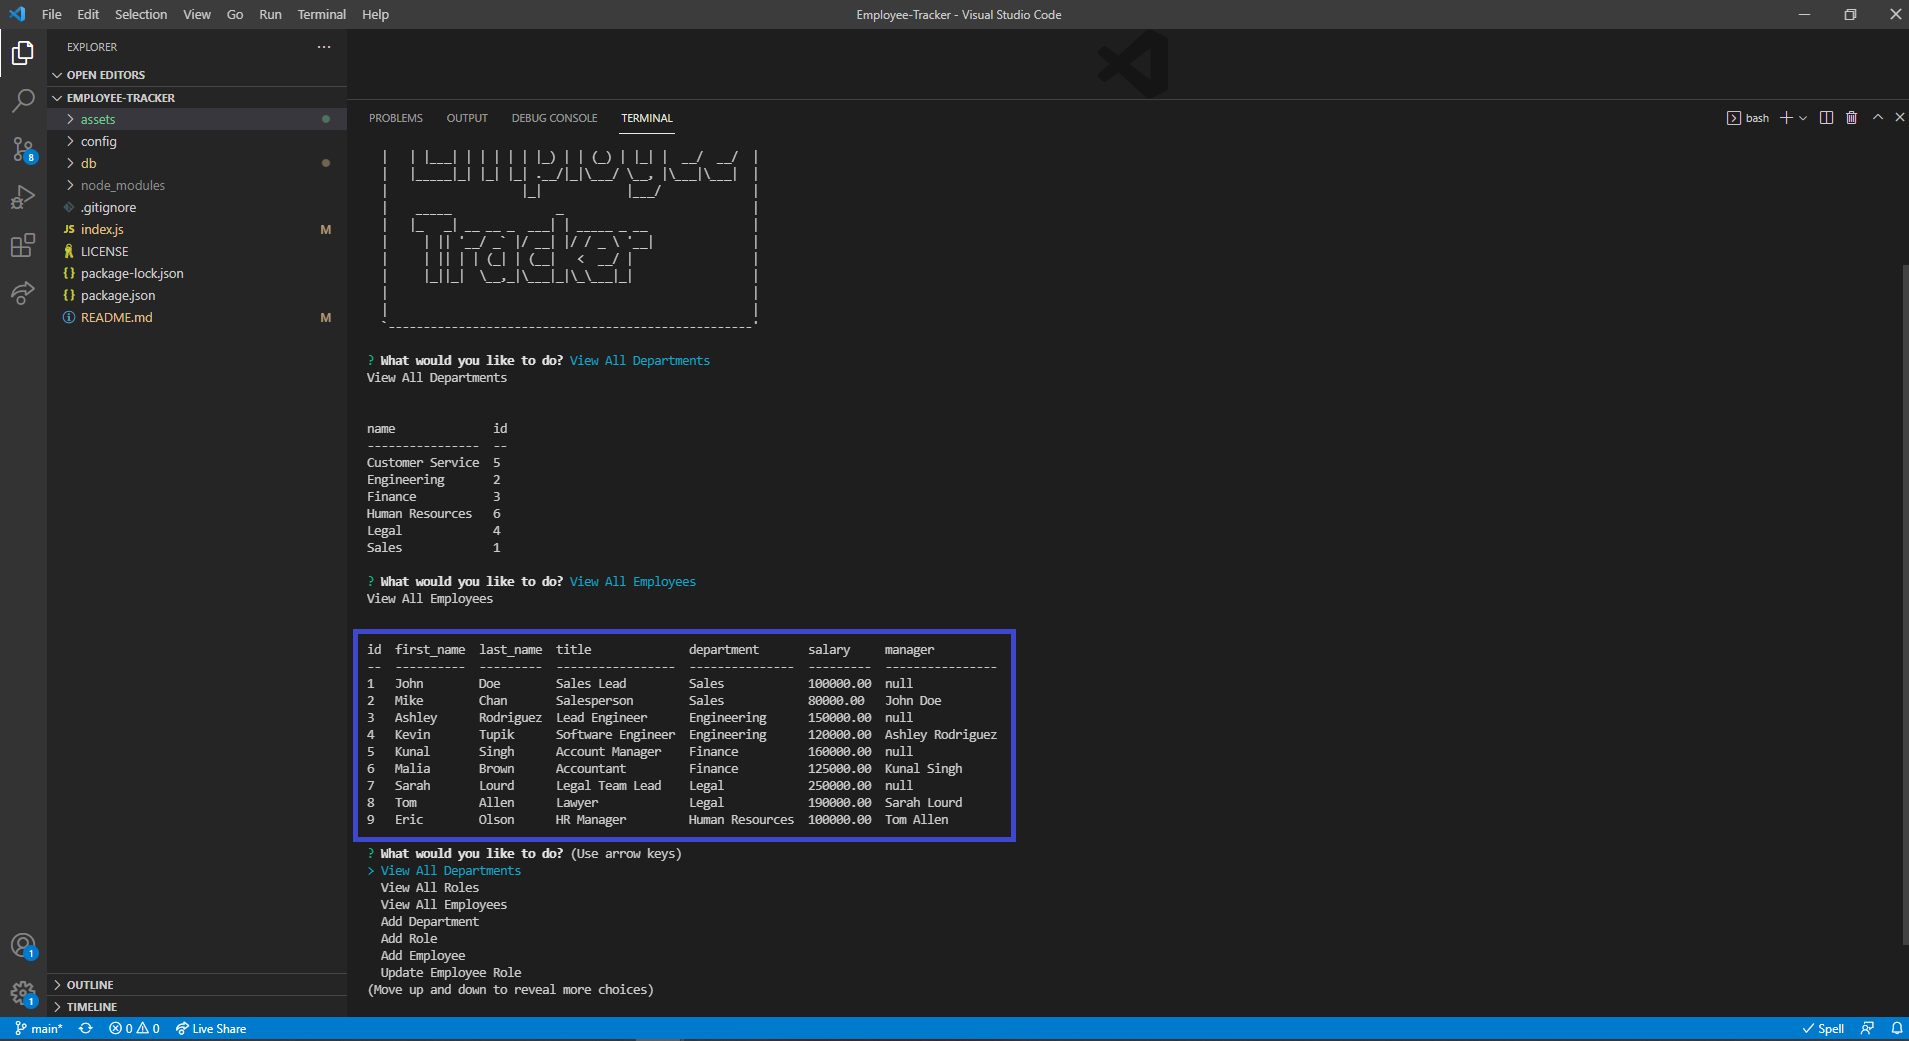 File Edit Selection View Go Run Terminal Help
Employee-Tracker - Visual Studio Code
EXPLORER
OPEN EDITORS
EMPLOYEE-TRACKER
assets
config
db
node_modules
.gitignore
JS index.js M
LICENSE
{} package-lock.json
{} package.json
README.md M
OUTLINE
TIMELINE
PROBLEMS OUTPUT DEBUG CONSOLE TERMINAL
bash
Employee
Tracker
? What would you like to do? View All Departments
View All Departments
name id
---------------- --
Customer Service 5
Engineering 2
Finance 3
Human Resources 6
Legal 4
Sales 1
? What would you like to do? View All Employees
View All Employees
id first_name last_name title department salary manager
-- ---------- --------- ----------------- --------------- --------- ----------------
1 John Doe Sales Lead Sales 100000.00 null
2 Mike Chan Salesperson Sales 80000.00 John Doe
3 Ashley Rodriguez Lead Engineer Engineering 150000.00 null
4 Kevin Tupik Software Engineer Engineering 120000.00 Ashley Rodriguez
5 Kunal Singh Account Manager Finance 160000.00 null
6 Malia Brown Accountant Finance 125000.00 Kunal Singh
7 Sarah Lourd Legal Team Lead Legal 250000.00 null
8 Tom Allen Lawyer Legal 190000.00 Sarah Lourd
9 Eric Olson HR Manager Human Resources 100000.00 Tom Allen
? What would you like to do? (Use arrow keys)
> View All Departments
View All Roles
View All Employees
Add Department
Add Role
Add Employee
Update Employee Role
(Move up and down to reveal more choices)
8
1
1
main* 0 0 Live Share
Spell